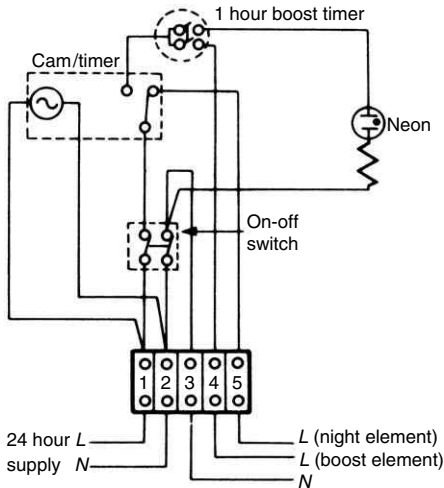 1 hour boost timer
Cam/timer
Neon
On-off
switch
1 2 3 4 5
24 hour L
supply N
L (night element)
L (boost element)
N